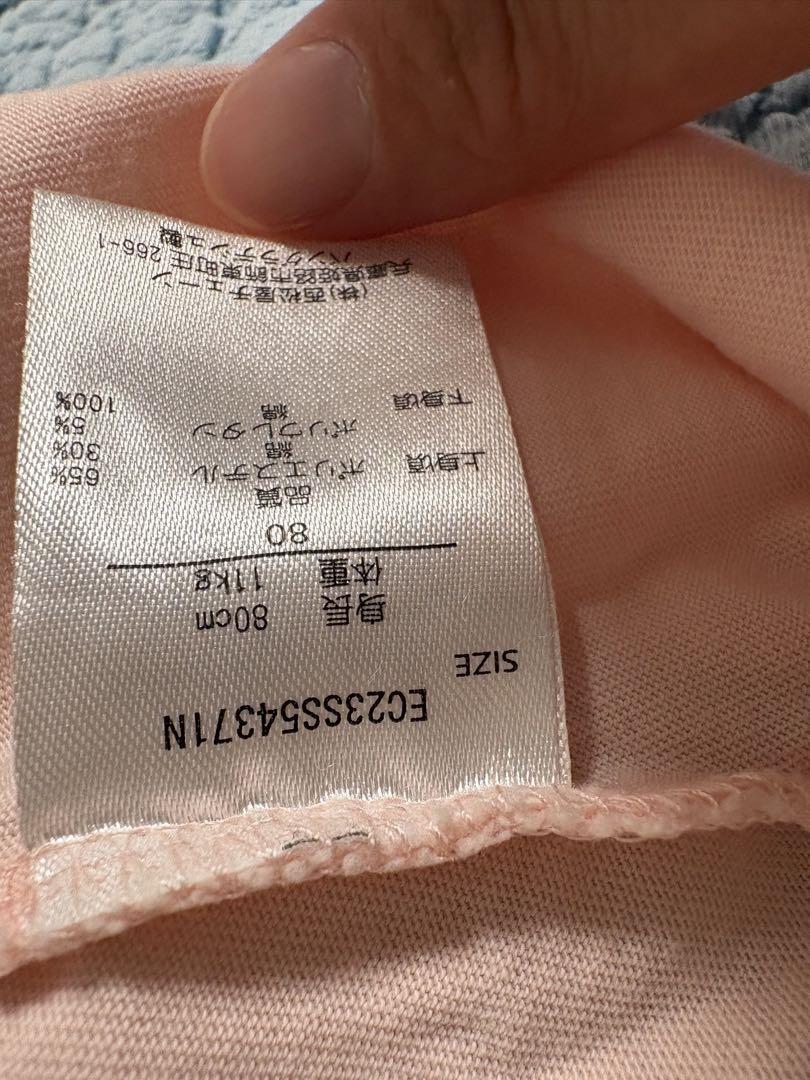 EC23SS54371N
SIZE
身長 80cm
体重 11kg
80
品質
上身頃 ポリエステル 65%
綿 30%
ポリウレタン 5%
下身頃 綿 100%
(株)西松屋チェーン
兵庫県姫路市飾東町庄 266-1
バングラデシュ製